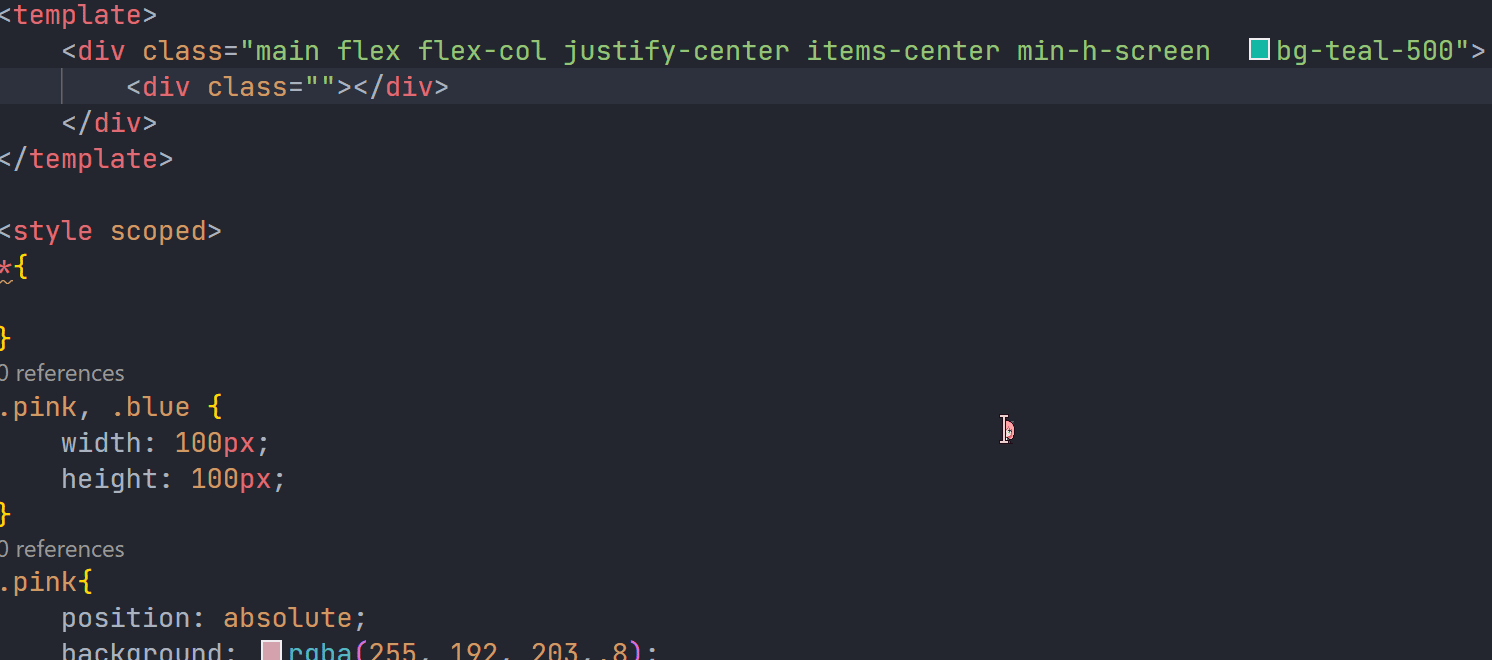 <template>
    <div class="main flex flex-col justify-center items-center min-h-screen bg-teal-500">
        <div class=""></div>
    </div>
</template>
<style scoped>
*{
}
0 references
.pink, .blue {
    width: 100px;
    height: 100px;
}
0 references
.pink{
    position: absolute;
    background: rgba(255, 192, 203,.8);